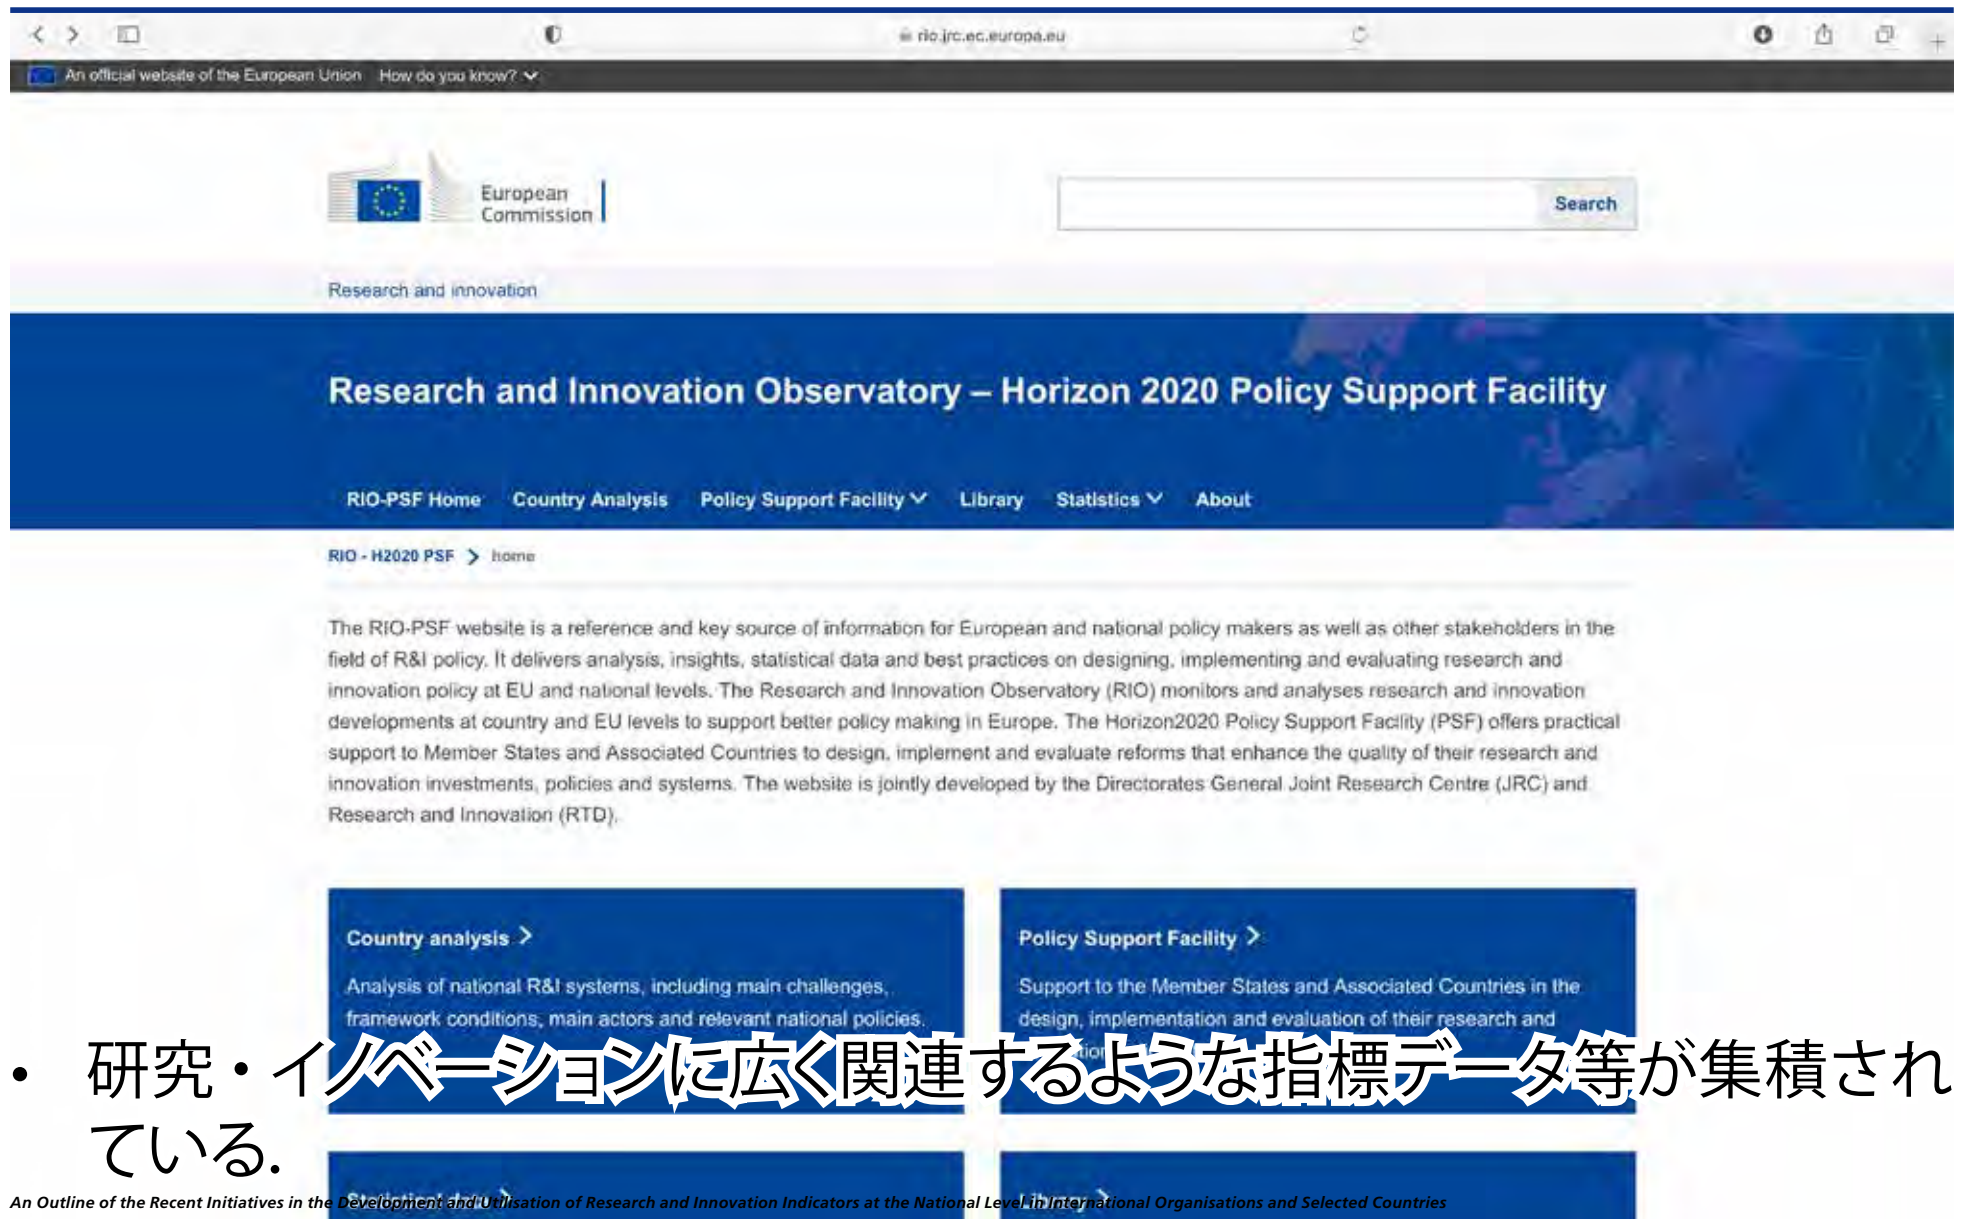 rio.jrc.ec.europa.eu
An official website of the European Union How do you know?
European
Commission
Search
Research and innovation
Research and Innovation Observatory – Horizon 2020 Policy Support Facility
RIO-PSF Home Country Analysis Policy Support Facility Library Statistics About
RIO - H2020 PSF > home
The RIO-PSF website is a reference and key source of information for European and national policy makers as well as other stakeholders in the
field of R&I policy. It delivers analysis, insights, statistical data and best practices on designing, implementing and evaluating research and
innovation policy at EU and national levels. The Research and Innovation Observatory (RIO) monitors and analyses research and innovation
developments at country and EU levels to support better policy making in Europe. The Horizon2020 Policy Support Facility (PSF) offers practical
support to Member States and Associated Countries to design, implement and evaluate reforms that enhance the quality of their research and
innovation investments, policies and systems. The website is jointly developed by the Directorates General Joint Research Centre (JRC) and
Research and Innovation (RTD).
Country analysis >
Analysis of national R&I systems, including main challenges,
framework conditions, main actors and relevant national policies.
Policy Support Facility >
Support to the Member States and Associated Countries in the
design, implementation and evaluation of their research and
• 研究・イノベーションに広く関連するような指標データ等が集積され
ている.
Statistical data >
Library >
An Outline of the Recent Initiatives in the Development and Utilisation of Research and Innovation Indicators at the National Level in International Organisations and Selected Countries